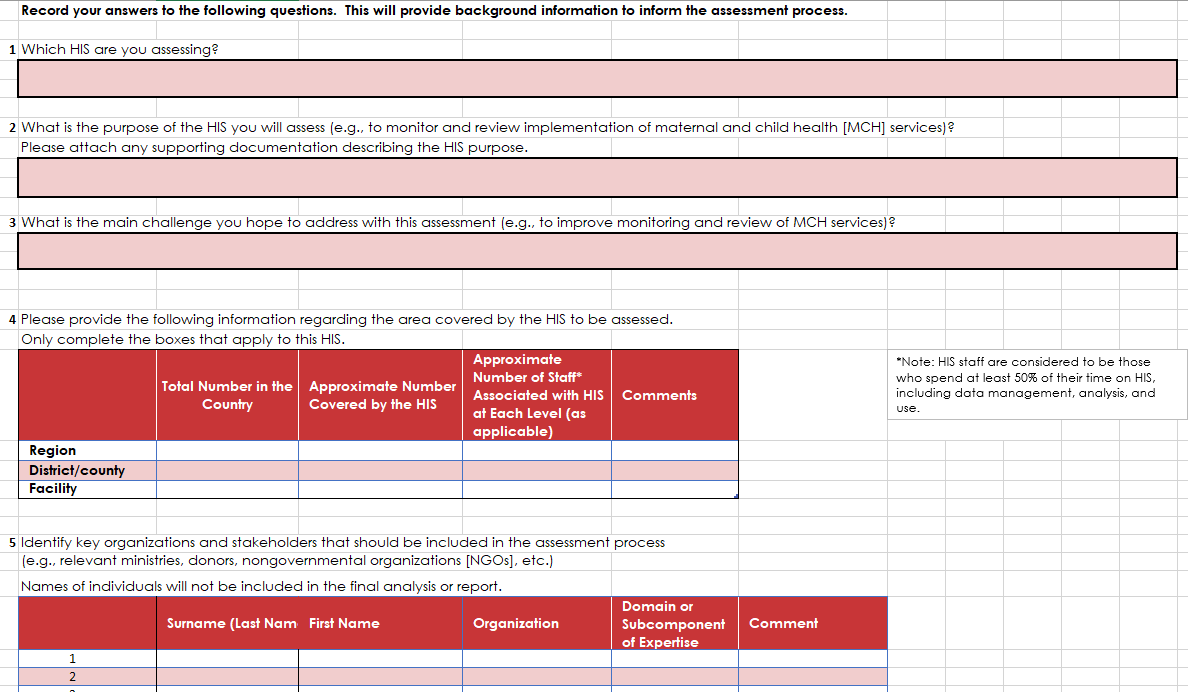 Record your answers to the following questions.  This will provide background information to inform the assessment process.
1 Which HIS are you assessing?
2 What is the purpose of the HIS you will assess (e.g., to monitor and review implementation of maternal and child health [MCH] services)?
Please attach any supporting documentation describing the HIS purpose.
3 What is the main challenge you hope to address with this assessment (e.g., to improve monitoring and review of MCH services)?
4 Please provide the following information regarding the area covered by the HIS to be assessed.
Only complete the boxes that apply to this HIS.
Total Number in the
Country
Approximate Number
Covered by the HIS
Approximate
Number of Staff*
Associated with HIS
at Each Level (as
applicable)
Comments
*Note: HIS staff are considered to be those
who spend at least 50% of their time on HIS,
including data management, analysis, and
use.
Region
District/county
Facility
5 Identify key organizations and stakeholders that should be included in the assessment process
(e.g., relevant ministries, donors, nongovernmental organizations [NGOs], etc.)
Names of individuals will not be included in the final analysis or report.
Surname (Last Nam
First Name
Organization
Domain or
Subcomponent
of Expertise
Comment
1
2